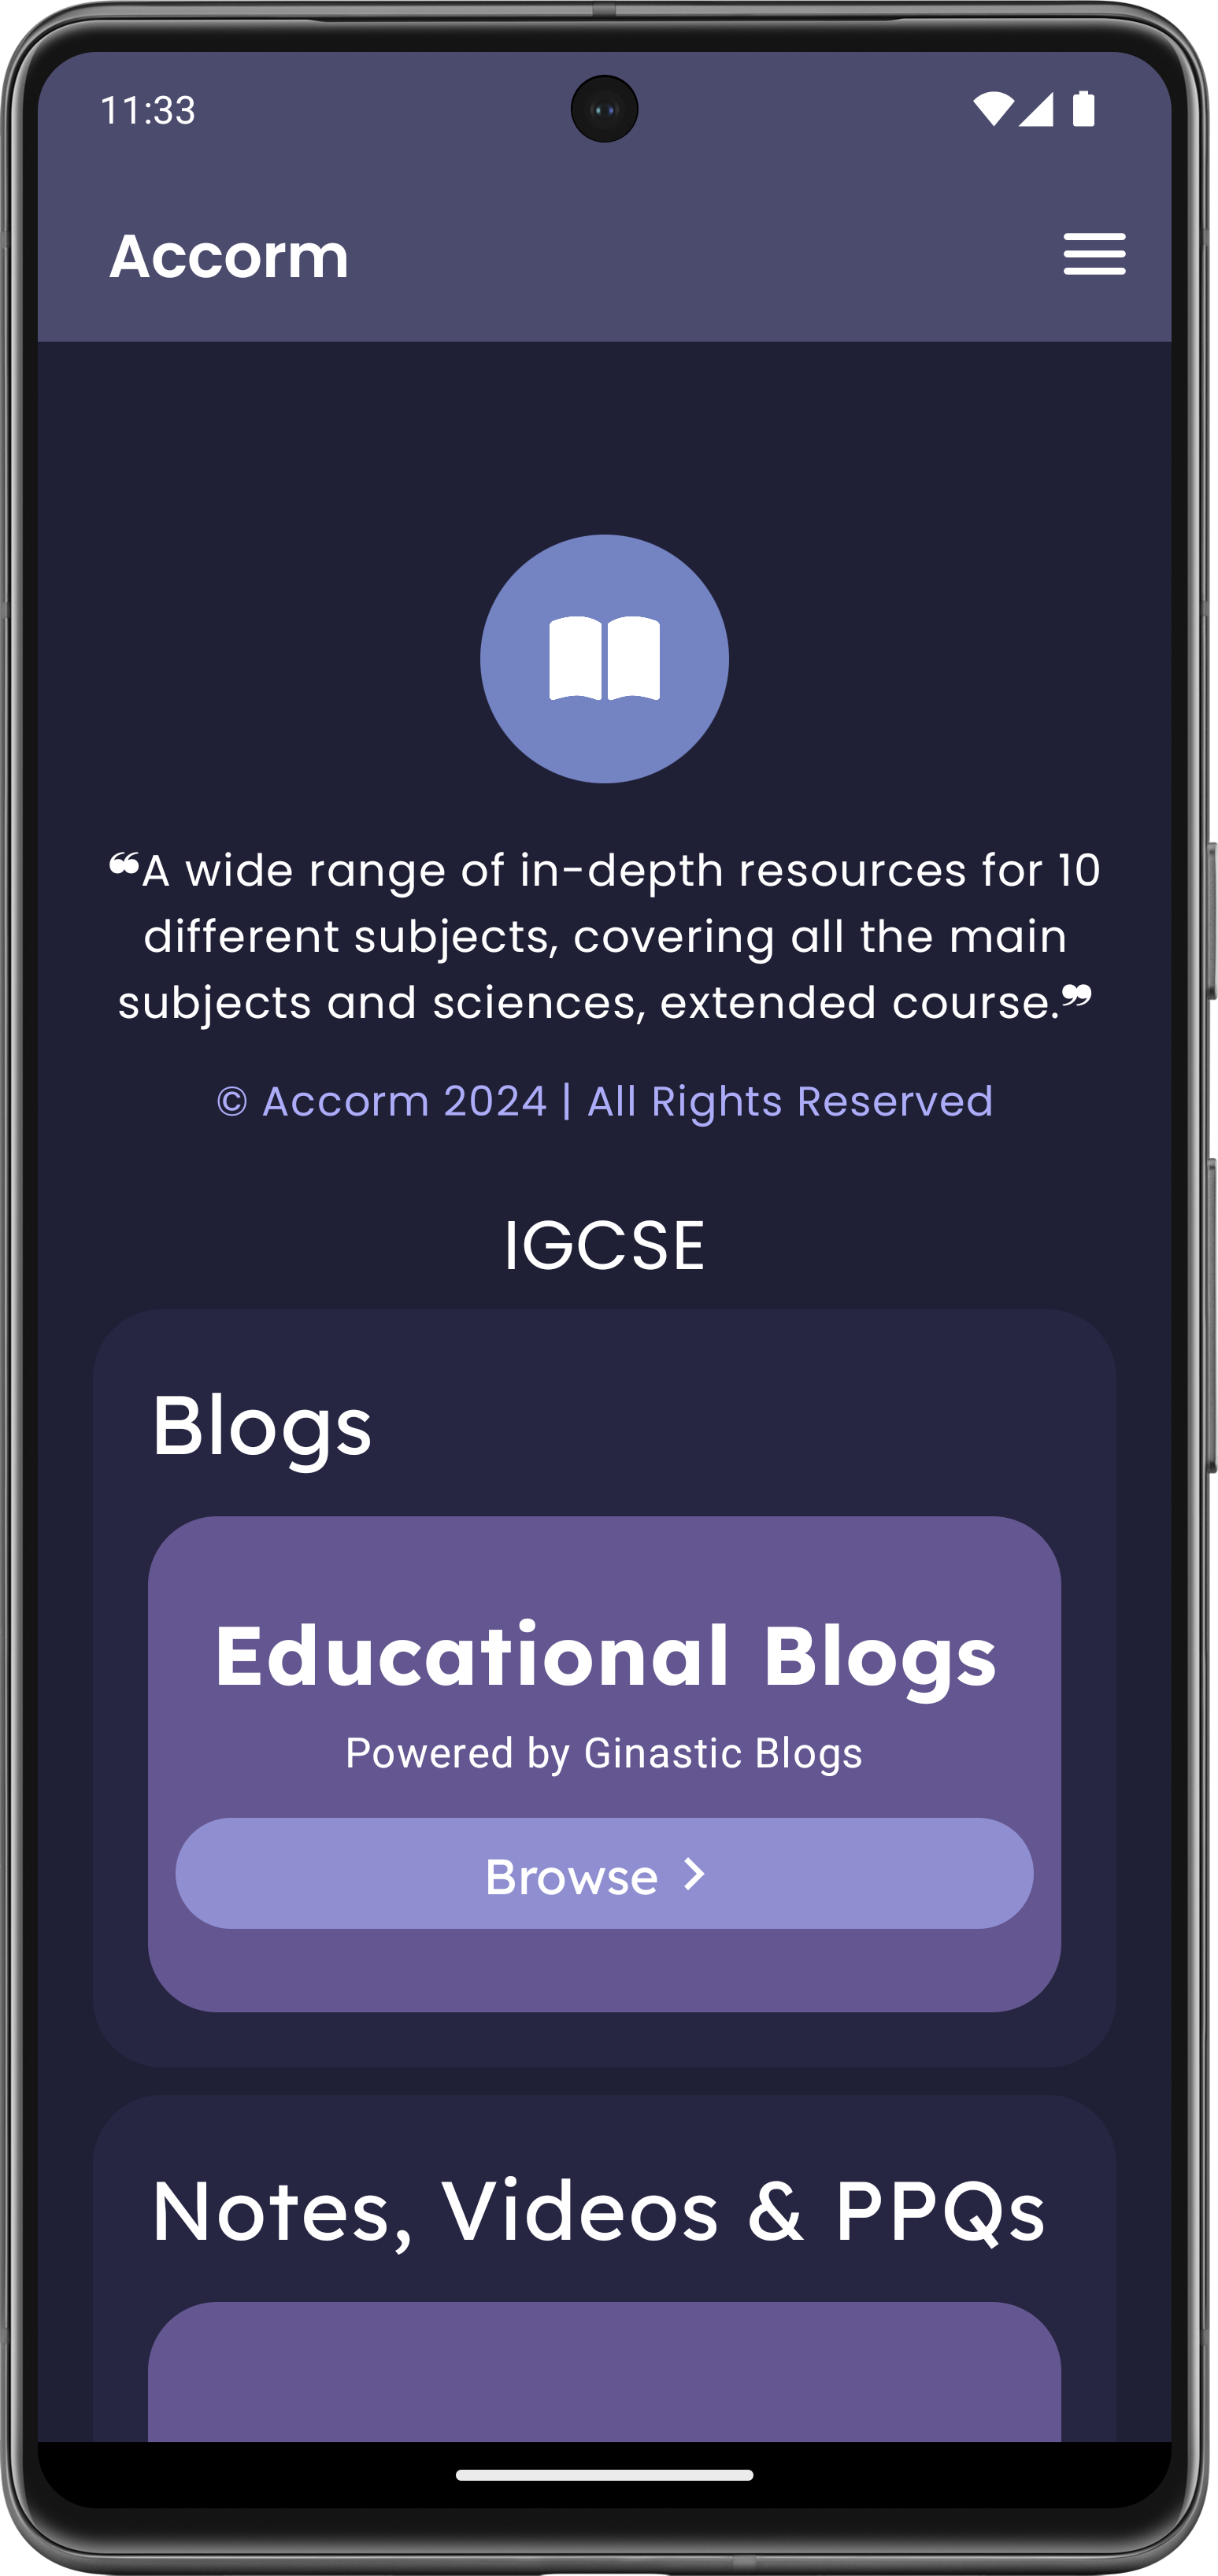 11:33
Accorm
❝A wide range of in-depth resources for 10
different subjects, covering all the main
subjects and sciences, extended course.❞
© Accorm 2024 | All Rights Reserved
IGCSE
Blogs
Educational Blogs
Powered by Ginastic Blogs
Browse
Notes, Videos & PPQs